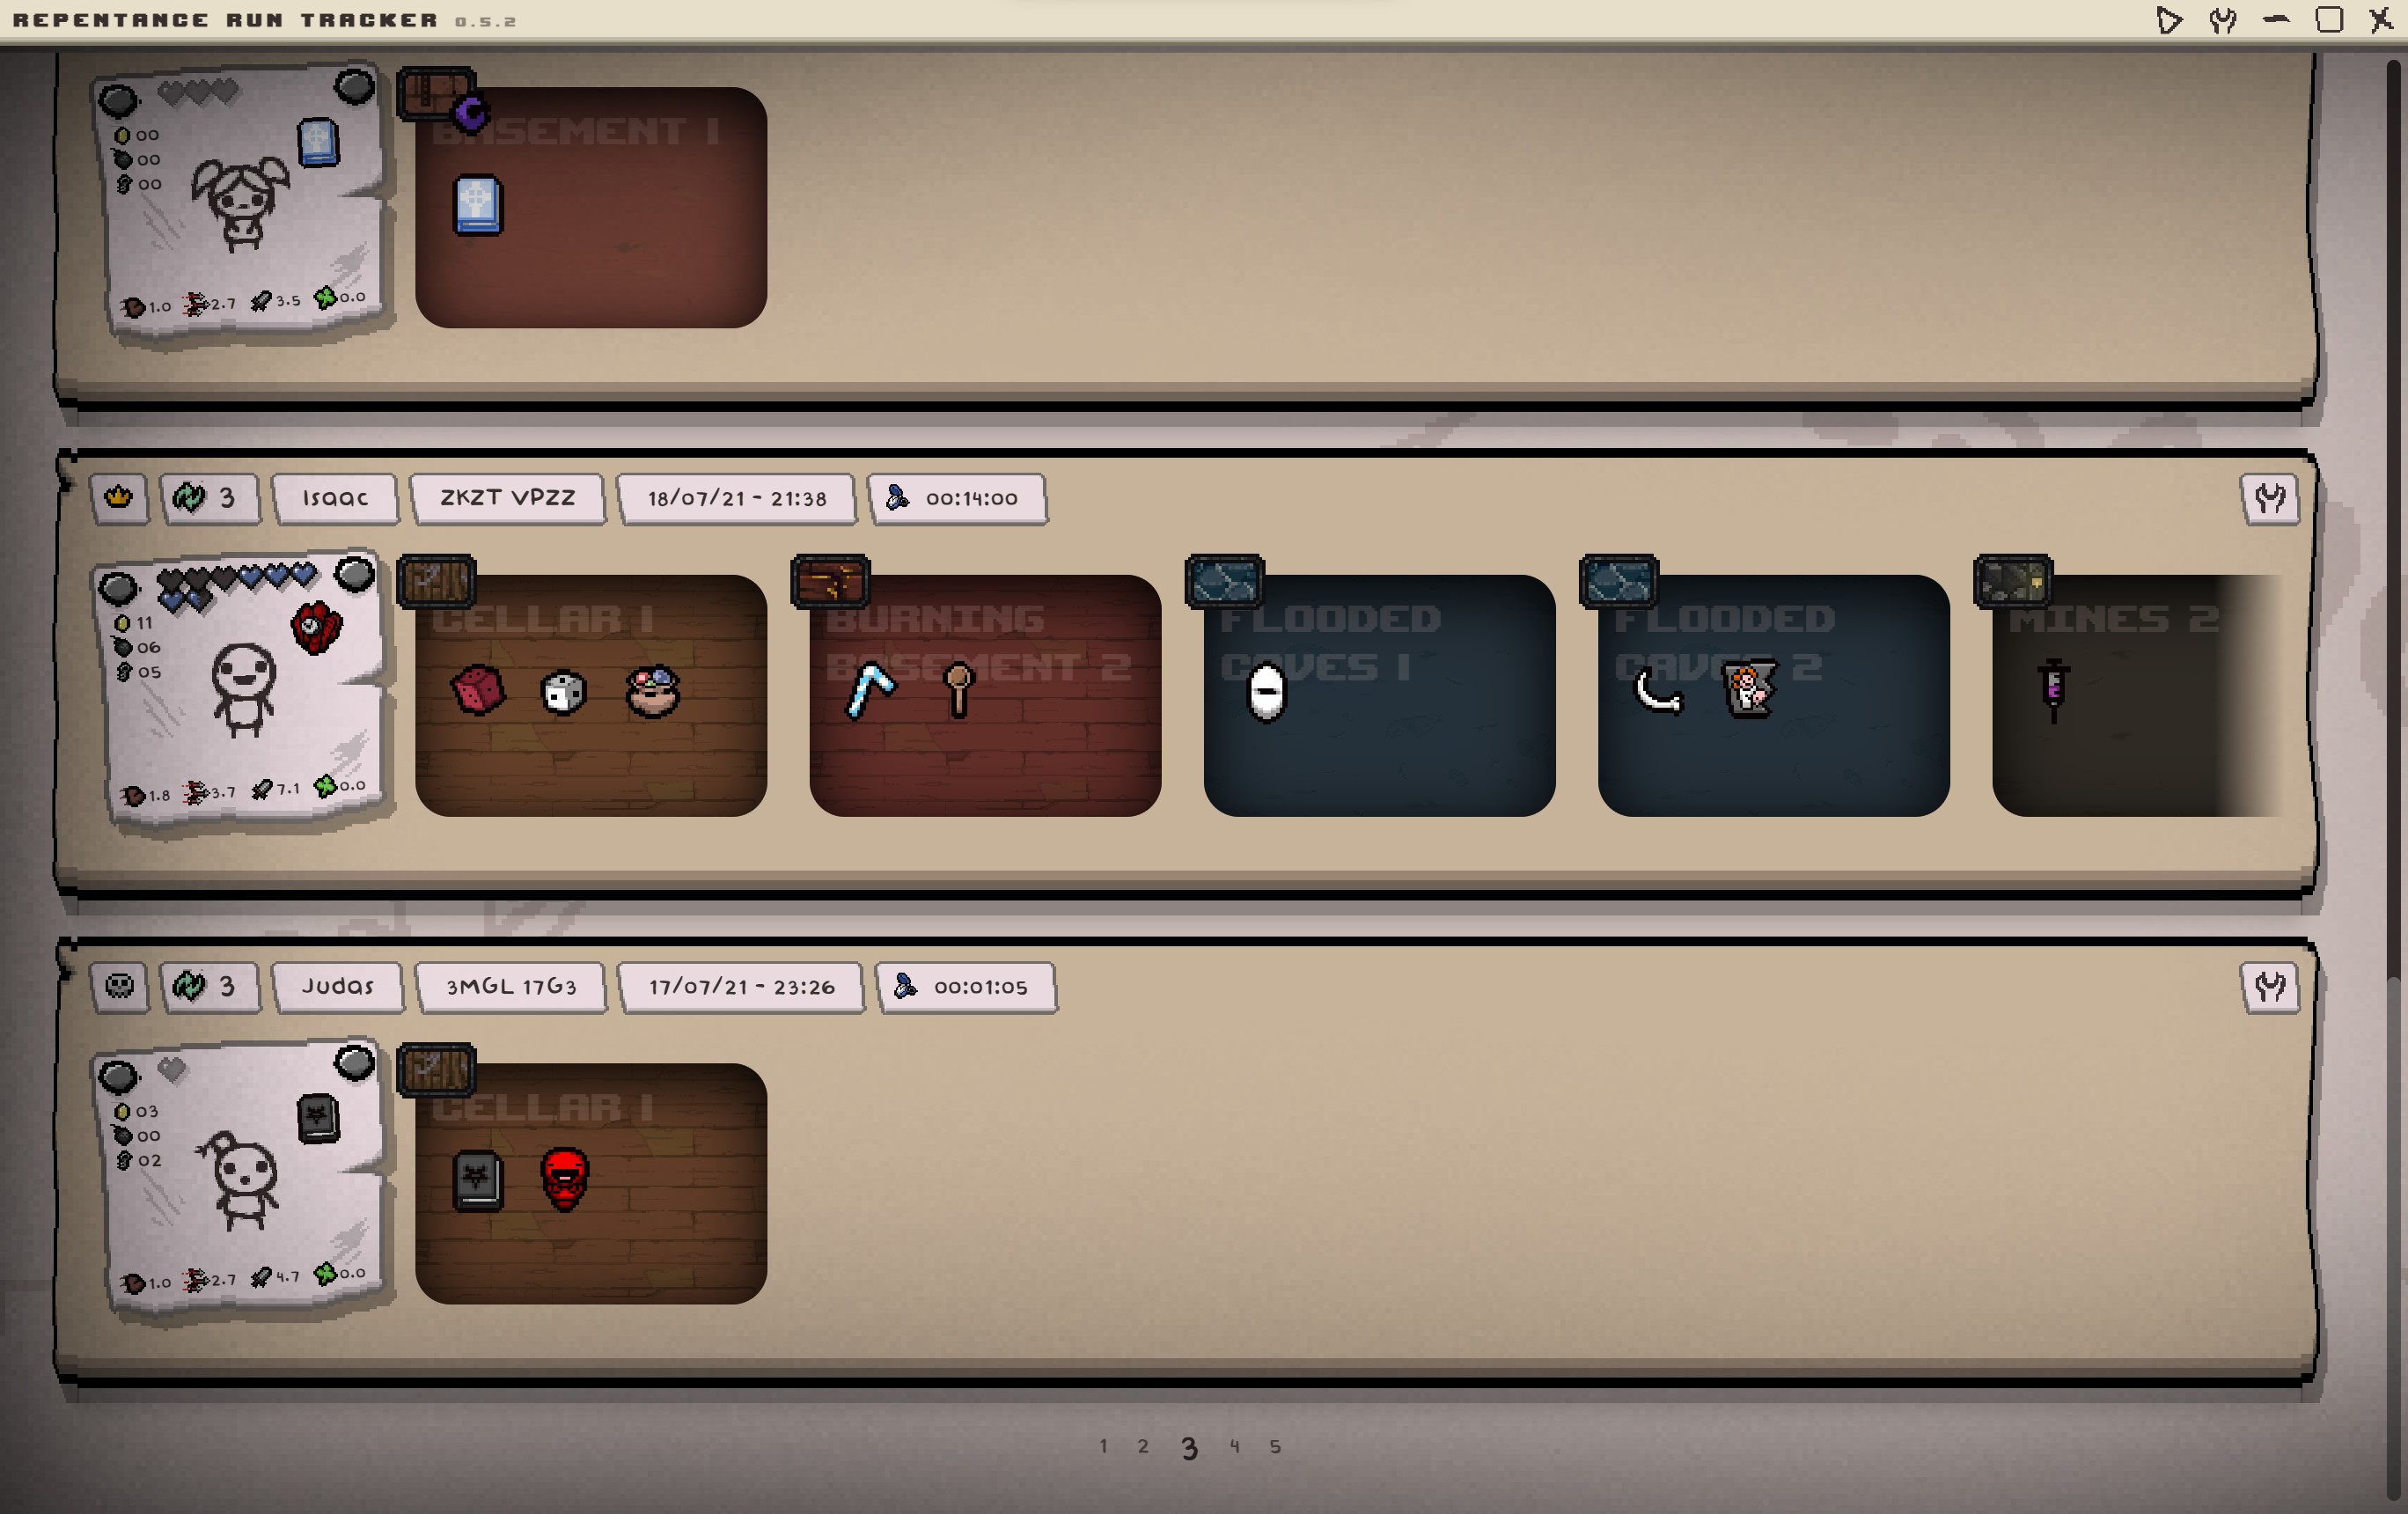 REPENTANCE RUN TRACKER 0.5.2
00
00
00
1.0 2.7 3.5 0.0
BASEMENT I
3 Isaac ZKZT VPZZ 18/07/21 - 21:38 00:14:00
11
06
05
1.8 3.7 7.1 0.0
CELLAR I
BURNING
BASEMENT 2
FLOODED
CAVES I
FLOODED
CAVES 2
MINES 2
3 Judas 3MGL 17G3 17/07/21 - 23:26 00:01:05
03
00
02
1.0 2.7 4.7 0.0
CELLAR I
1 2 3 4 5